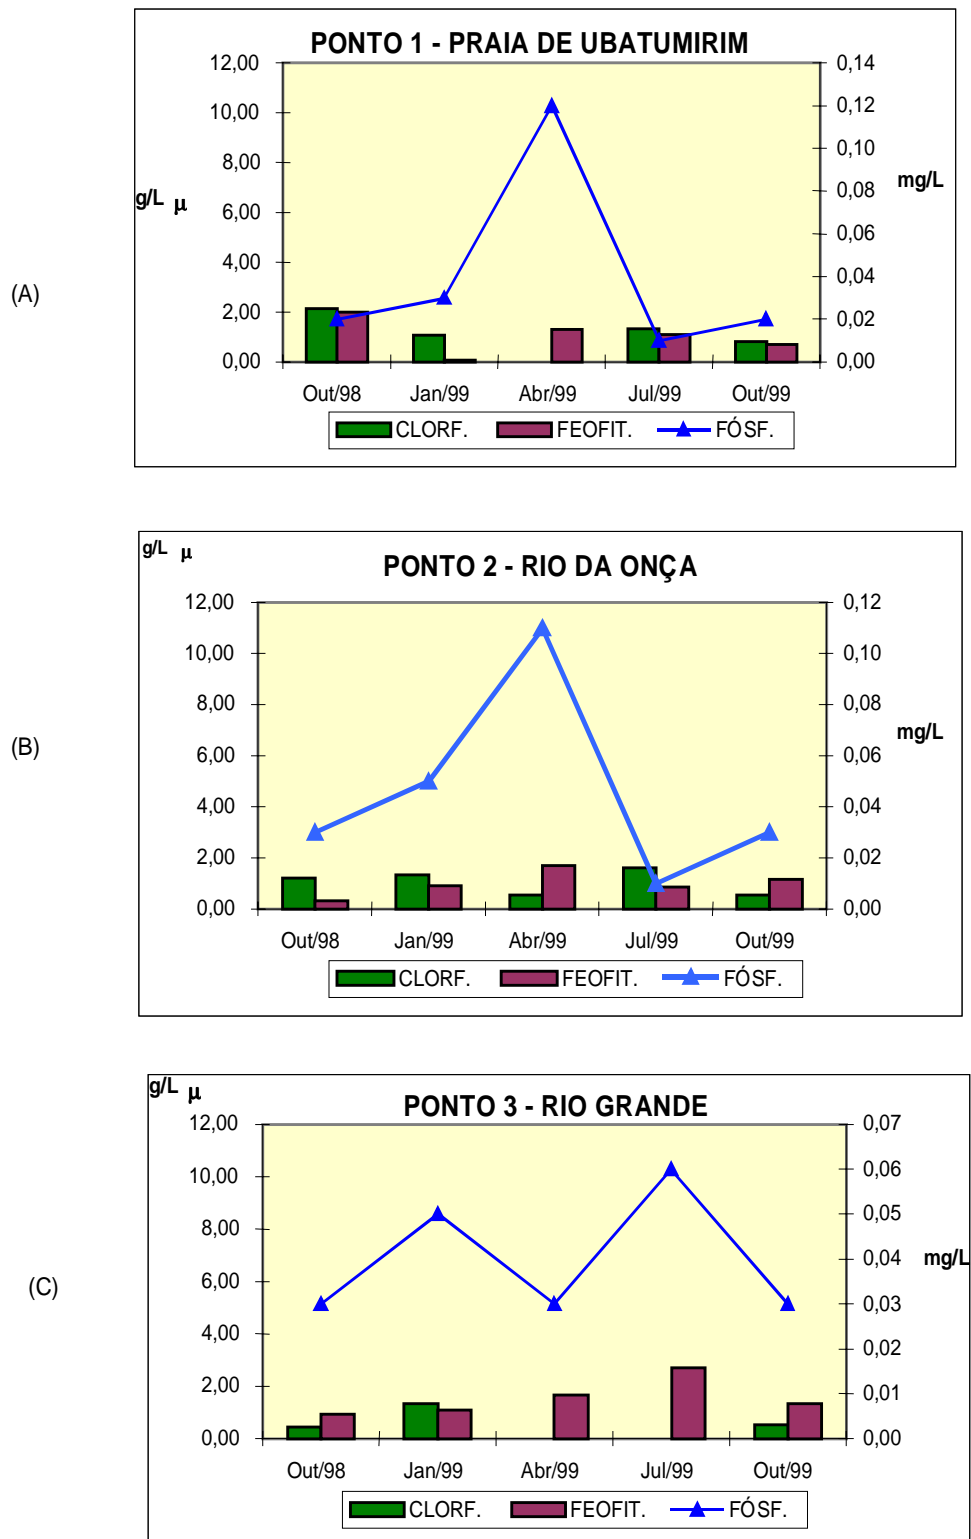 (A)
PONTO 1 - PRAIA DE UBATUMIRIM
12,00
10,00
8,00
6,00
4,00
2,00
0,00
g/L μ
0,14
0,12
0,10
0,08
0,06
0,04
0,02
0,00
mg/L
Out/98 Jan/99 Abr/99 Jul/99 Out/99
CLORF. FEOFIT. FÓSF.
(B)
g/L μ
PONTO 2 - RIO DA ONÇA
12,00
10,00
8,00
6,00
4,00
2,00
0,00
0,12
0,10
0,08
0,06
0,04
0,02
0,00
mg/L
Out/98 Jan/99 Abr/99 Jul/99 Out/99
CLORF. FEOFIT. FÓSF.
(C)
g/L μ
PONTO 3 - RIO GRANDE
12,00
10,00
8,00
6,00
4,00
2,00
0,00
0,07
0,06
0,05
0,04
0,03
0,01
0,00
mg/L
Out/98 Jan/99 Abr/99 Jul/99 Out/99
CLORF. FEOFIT. FÓSF.